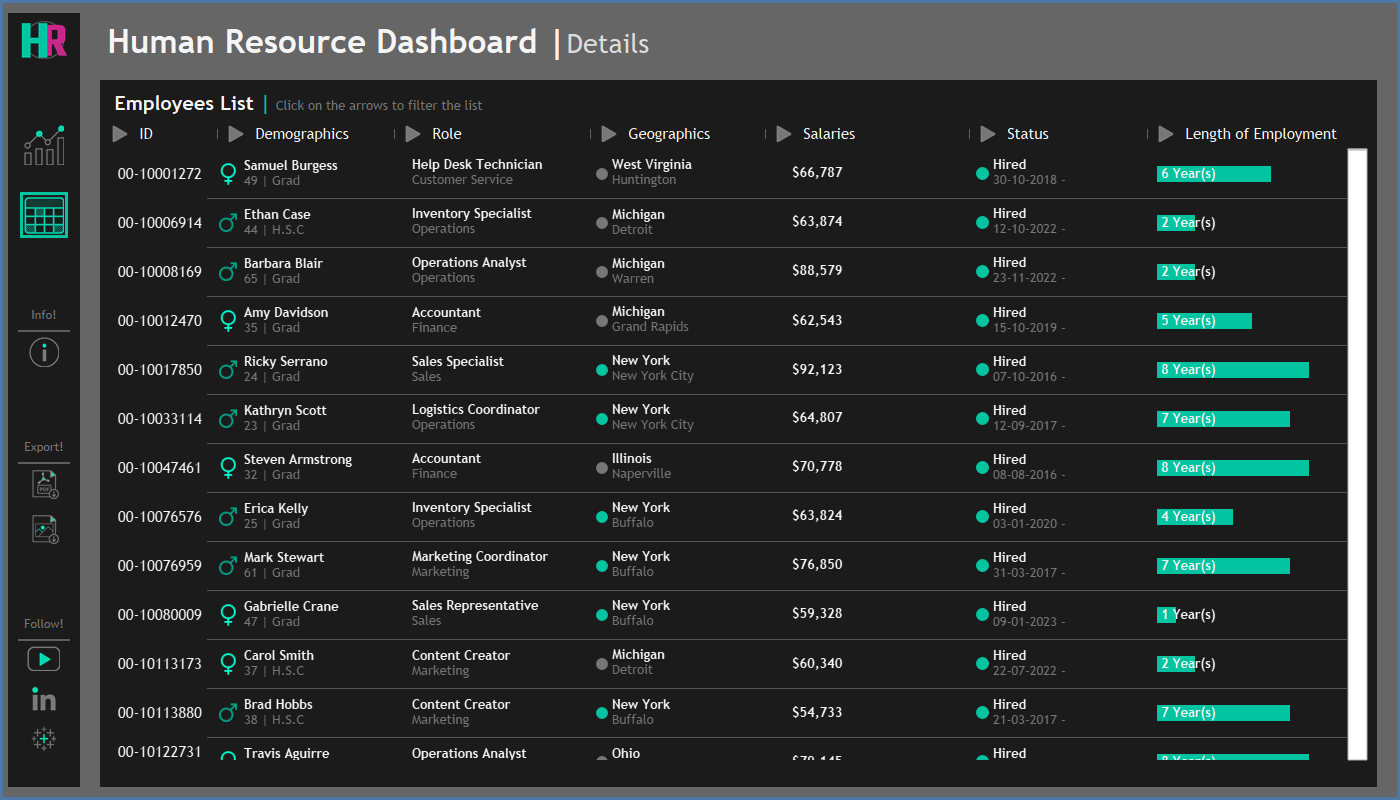 HR
Human Resource Dashboard | Details
Employees List | Click on the arrows to filter the list
ID | Demographics | Role | Geographics | Salaries | Status | Length of Employment
00-10001272 Samuel Burgess Help Desk Technician West Virginia $66,787 Hired 6 Year(s)
49 | Grad Customer Service Huntington 30-10-2018 -
00-10006914 Ethan Case Inventory Specialist Michigan $63,874 Hired 2 Year(s)
44 | H.S.C Operations Detroit 12-10-2022 -
00-10008169 Barbara Blair Operations Analyst Michigan $88,579 Hired 2 Year(s)
65 | Grad Operations Warren 23-11-2022 -
Info!
00-10012470 Amy Davidson Accountant Michigan $62,543 Hired 5 Year(s)
35 | Grad Finance Grand Rapids 15-10-2019 -
00-10017850 Ricky Serrano Sales Specialist New York $92,123 Hired 8 Year(s)
24 | Grad Sales New York City 07-10-2016 -
00-10033114 Kathryn Scott Logistics Coordinator New York $64,807 Hired 7 Year(s)
23 | Grad Operations New York City 12-09-2017 -
Export!
00-10047461 Steven Armstrong Accountant Illinois $70,778 Hired 8 Year(s)
32 | Grad Finance Naperville 08-08-2016 -
PDF
00-10076576 Erica Kelly Inventory Specialist New York $63,824 Hired 4 Year(s)
25 | Grad Operations Buffalo 03-01-2020 -
00-10076959 Mark Stewart Marketing Coordinator New York $76,850 Hired 7 Year(s)
61 | Grad Marketing Buffalo 31-03-2017 -
00-10080009 Gabrielle Crane Sales Representative New York $59,328 Hired 1 Year(s)
47 | Grad Sales Buffalo 09-01-2023 -
Follow!
00-10113173 Carol Smith Content Creator Michigan $60,340 Hired 2 Year(s)
37 | H.S.C Marketing Detroit 22-07-2022 -
in
00-10113880 Brad Hobbs Content Creator New York $54,733 Hired 7 Year(s)
38 | H.S.C Marketing Buffalo 21-03-2017 -
00-10122731 Travis Aguirre Operations Analyst Ohio Hired